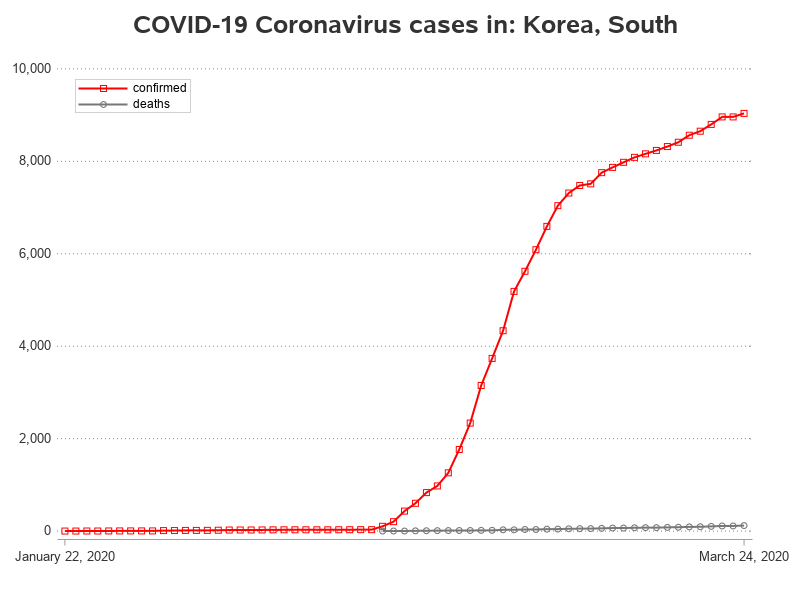 COVID-19 Coronavirus cases in: Korea, South
10,000
confirmed
deaths
8,000
6,000
4,000
2,000
0
January 22, 2020
March 24, 2020